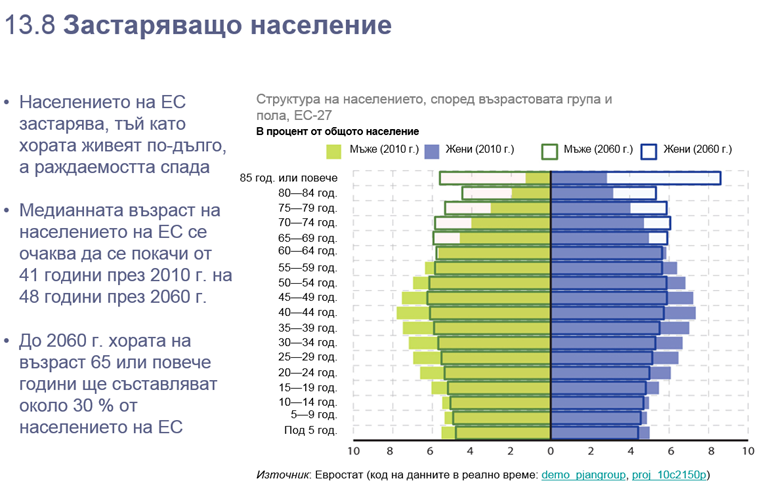 13.8 Застаряващо население
• Населението на ЕС
застарява, тъй като
хората живеят по-дълго,
а раждаемостта спада
• Медианната възраст на
населението на ЕС се
очаква да се покачи от
41 години през 2010 г. на
48 години през 2060 г.
• До 2060 г. хората на
възраст 65 или повече
години ще съставляват
около 30 % от
населението на ЕС
Структура на населението, според възрастовата група и
пола, ЕС-27
В процент от общото население
Мъже (2010 г.) Жени (2010 г.) Мъже (2060 г.) Жени (2060 г.)
85 год. или повече
80—84 год.
75—79 год.
70—74 год.
65—69 год.
60—64 год.
55—59 год.
50—54 год.
45—49 год.
40—44 год.
35—39 год.
30—34 год.
25—29 год.
20—24 год.
15—19 год.
10—14 год.
5—9 год.
Под 5 год.
10 8 6 4 2 0 2 4 6 8 10
Източник: Евростат (код на данните в реално време: demo_pjangroup, proj_10c2150p)